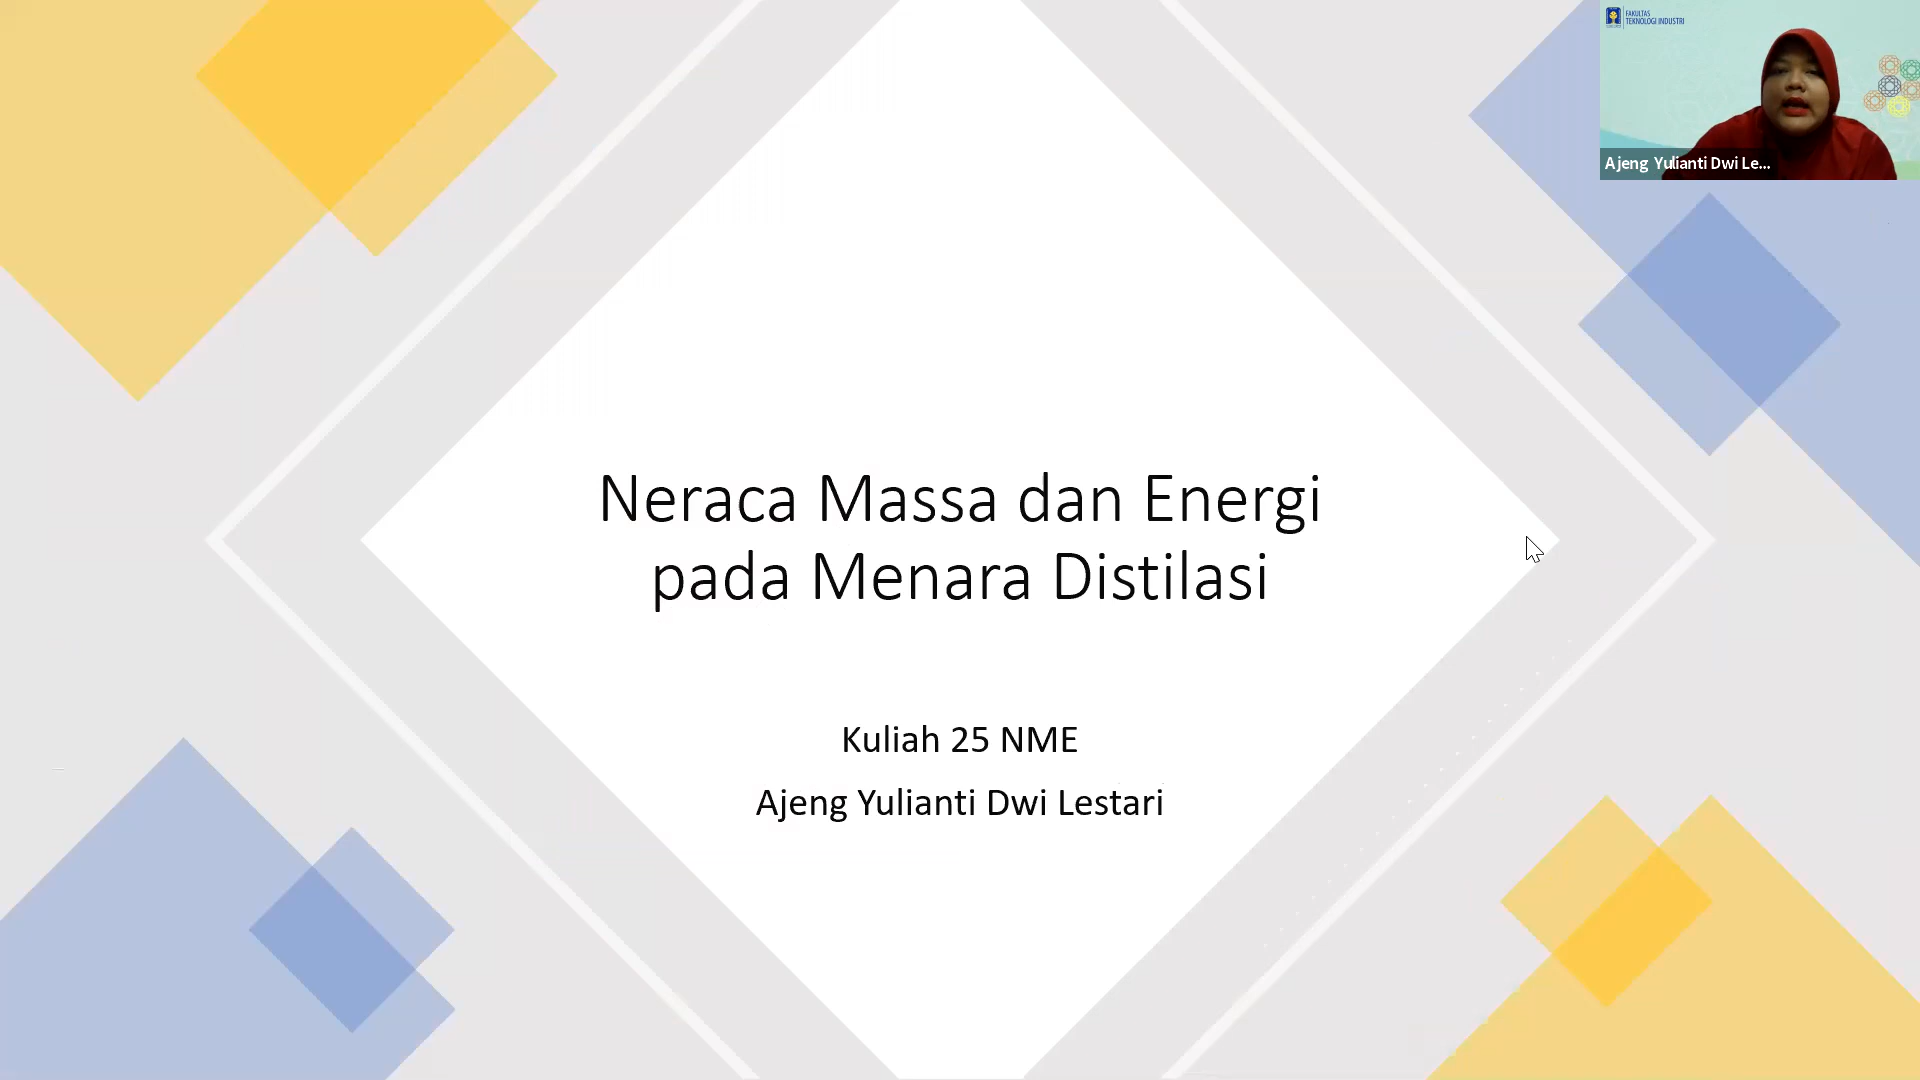 FAKULTAS
TEKNOLOGI INDUSTRI
Ajeng Yulianti Dwi Le...
Neraca Massa dan Energi
pada Menara Distilasi
Kuliah 25 NME
Ajeng Yulianti Dwi Lestari